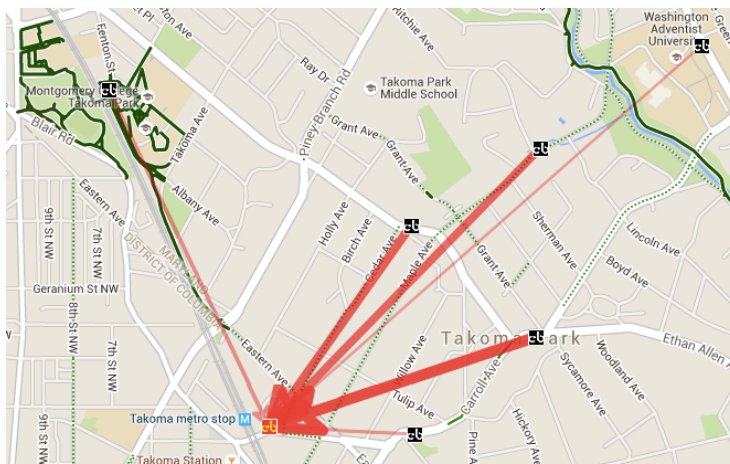 Ritchie Ave
Washington
Adventist
University
Fenton St
Ray Dr
Piney Branch Rd
Takoma Park
Middle School
Montgomery College
Takoma Park
Blair Rd
Takoma Ave
Grant Ave
Grant Ave
Eastern Ave
Albany Ave
9th St NW
7th St NW
MARYLAND
DISTRICT OF COLUMBIA
Holly Ave
Birch Ave
Cedar Ave
Maple Ave
Sherman Ave
Grant Ave
Lincoln Ave
Boyd Ave
Geranium St NW
8th St NW
9th St NW
7th St NW
Eastern Ave
Willow Ave
Takoma Park
Ethan Allen A
Carroll Ave
Sycamore Ave
Woodland Ave
Tulip Ave
Hickory Ave
Takoma metro stop M
Takoma Station
Pine A